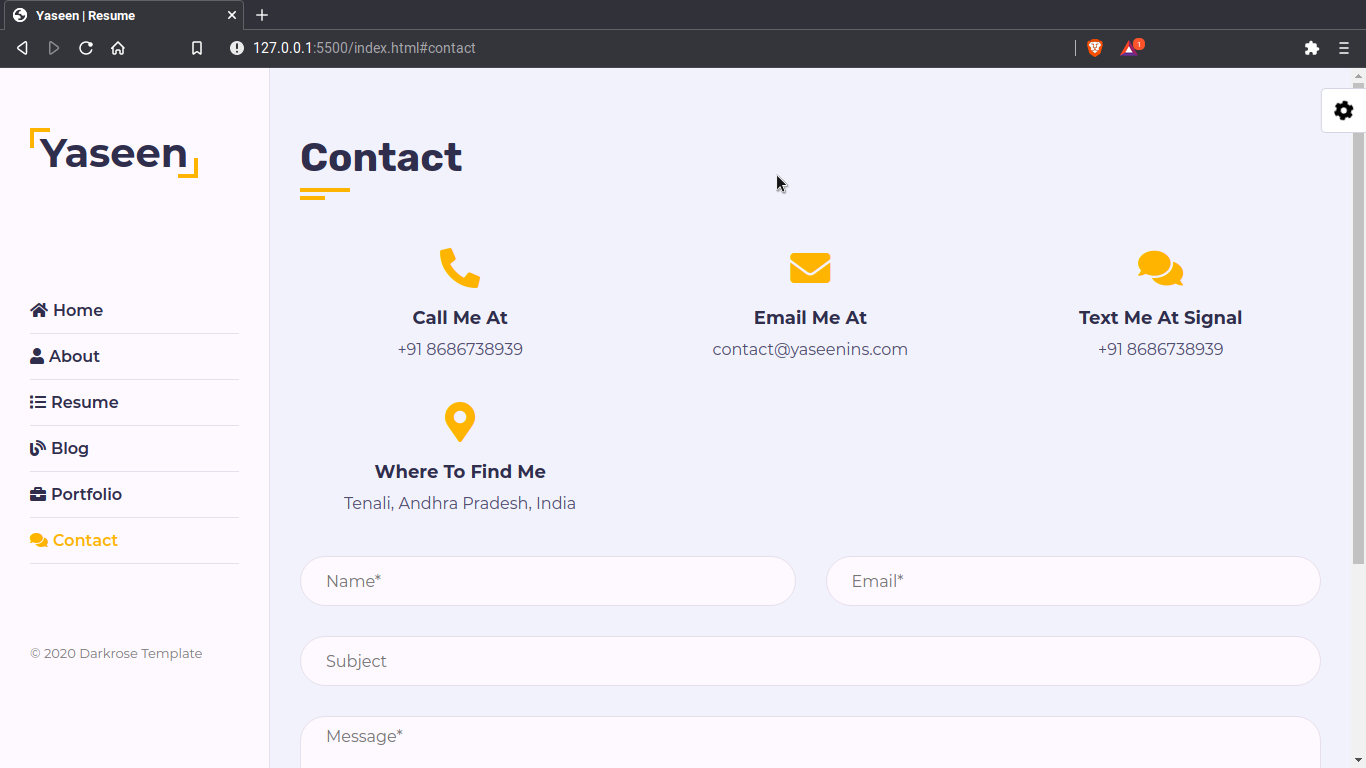 Yaseen | Resume
127.0.0.1:5500/index.html#contact
1
Yaseen
Home
About
Resume
Blog
Portfolio
Contact
© 2020 Darkrose Template
Contact
Call Me At
+91 8686738939
Email Me At
contact@yaseenins.com
Text Me At Signal
+91 8686738939
Where To Find Me
Tenali, Andhra Pradesh, India
Name*
Email*
Subject
Message*